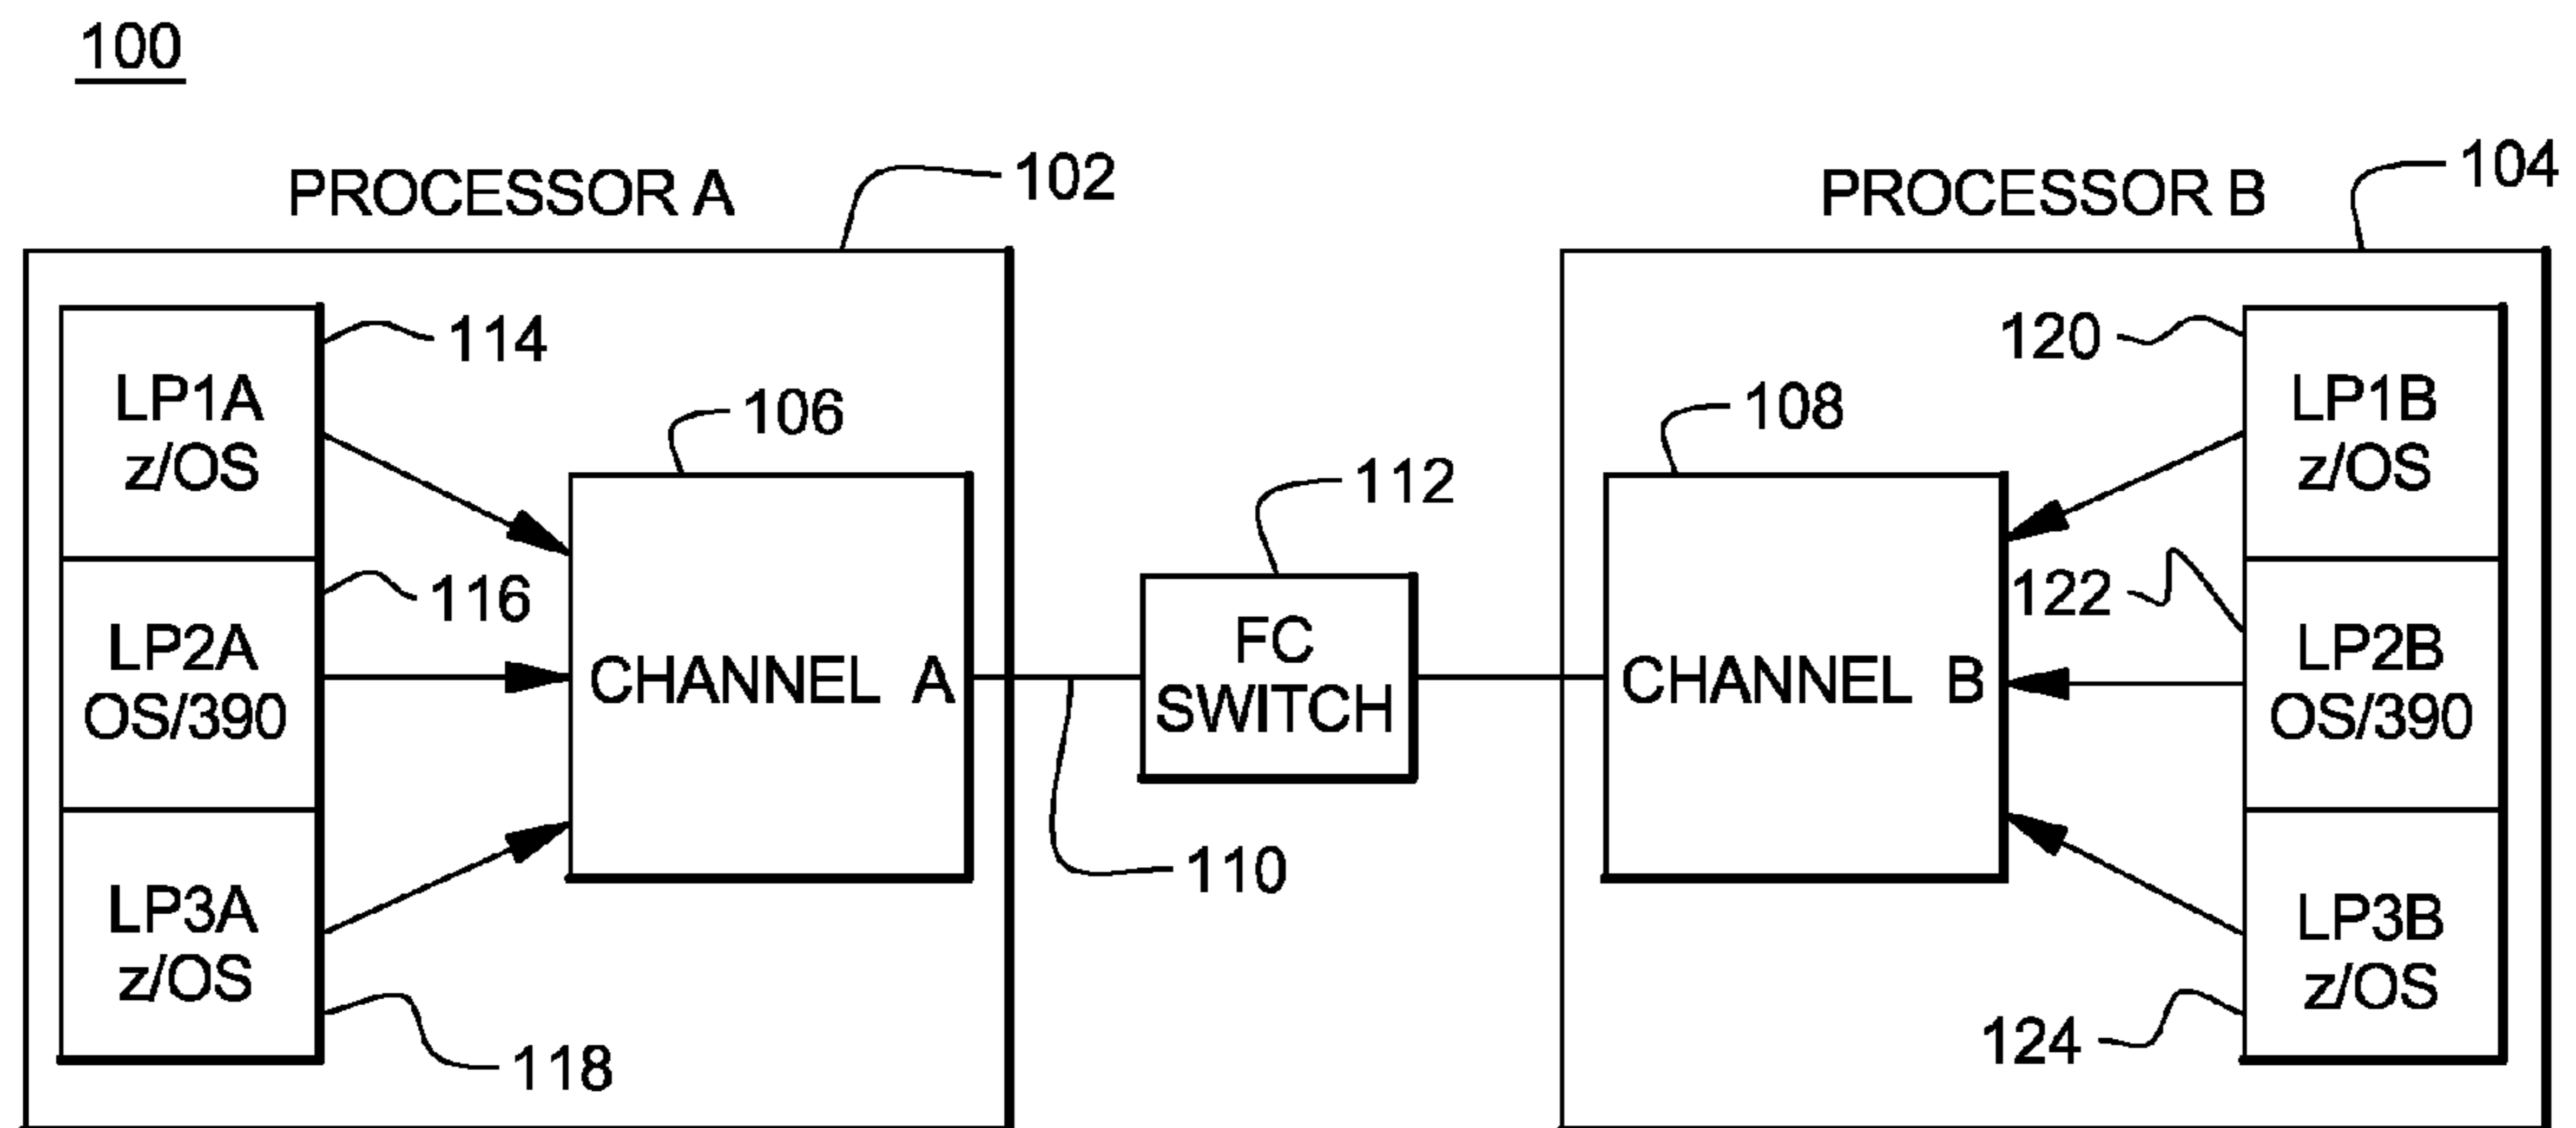 100
PROCESSOR A
102
PROCESSOR B
104
LP1A
z/OS
114
LP2A
OS/390
116
LP3A
z/OS
118
106
CHANNEL A
110
112
FC
SWITCH
108
CHANNEL B
120
LP1B
z/OS
122
LP2B
OS/390
124
LP3B
z/OS